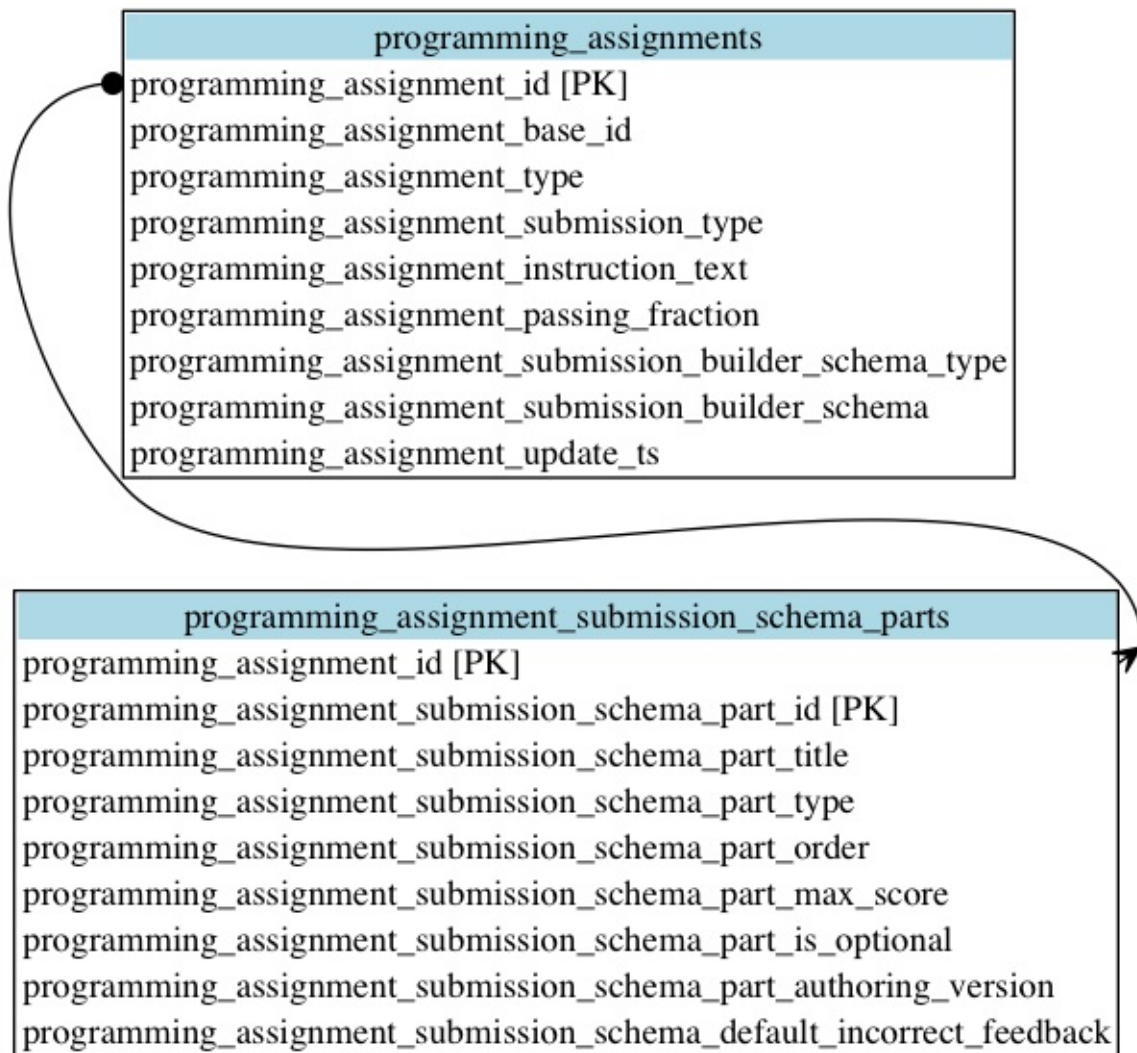 programming_assignments
programming_assignment_id [PK]
programming_assignment_base_id
programming_assignment_type
programming_assignment_submission_type
programming_assignment_instruction_text
programming_assignment_passing_fraction
programming_assignment_submission_builder_schema_type
programming_assignment_submission_builder_schema
programming_assignment_update_ts
programming_assignment_submission_schema_parts
programming_assignment_id [PK]
programming_assignment_submission_schema_part_id [PK]
programming_assignment_submission_schema_part_title
programming_assignment_submission_schema_part_type
programming_assignment_submission_schema_part_order
programming_assignment_submission_schema_part_max_score
programming_assignment_submission_schema_part_is_optional
programming_assignment_submission_schema_part_authoring_version
programming_assignment_submission_schema_default_incorrect_feedback